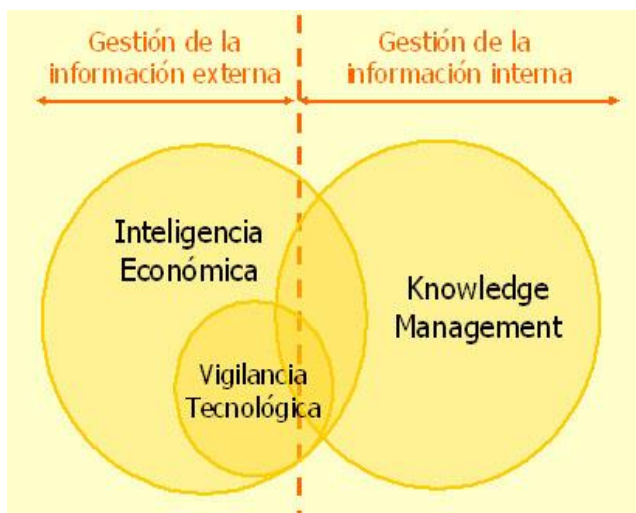 Gestión de la
información externa
Gestión de la
información interna
Inteligencia
Económica
Knowledge
Management
Vigilancia
Tecnológica